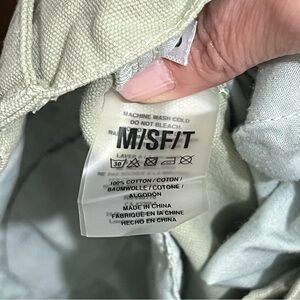 MACHINE WASH COLD
DO NOT BLEACH
M/SF/T
30
100% COTTON / COTON /
BAUMWOLLE / COTONE /
ALGODON
MADE IN CHINA
FABRIQUE EN LA CHINE
HECHO EN CHINA